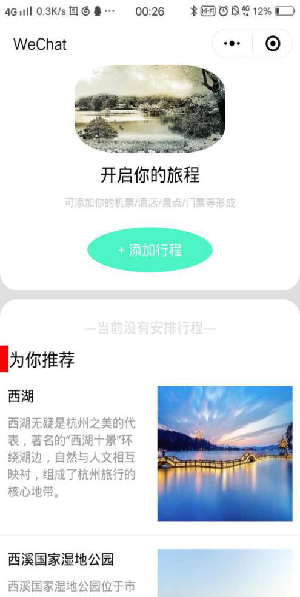 4G 0.3K/s 00:26 12%
WeChat
开启你的旅程
可添加你的机票/酒店/景点/门票等形成
+ 添加行程
---当前没有安排行程---
为你推荐
西湖
西湖无疑是杭州之美的代
表，著名的“西湖十景”环
绕湖边，自然与人文相互
映衬，组成了杭州旅行的
核心地带。
西溪国家湿地公园
西溪国家湿地公园位于市